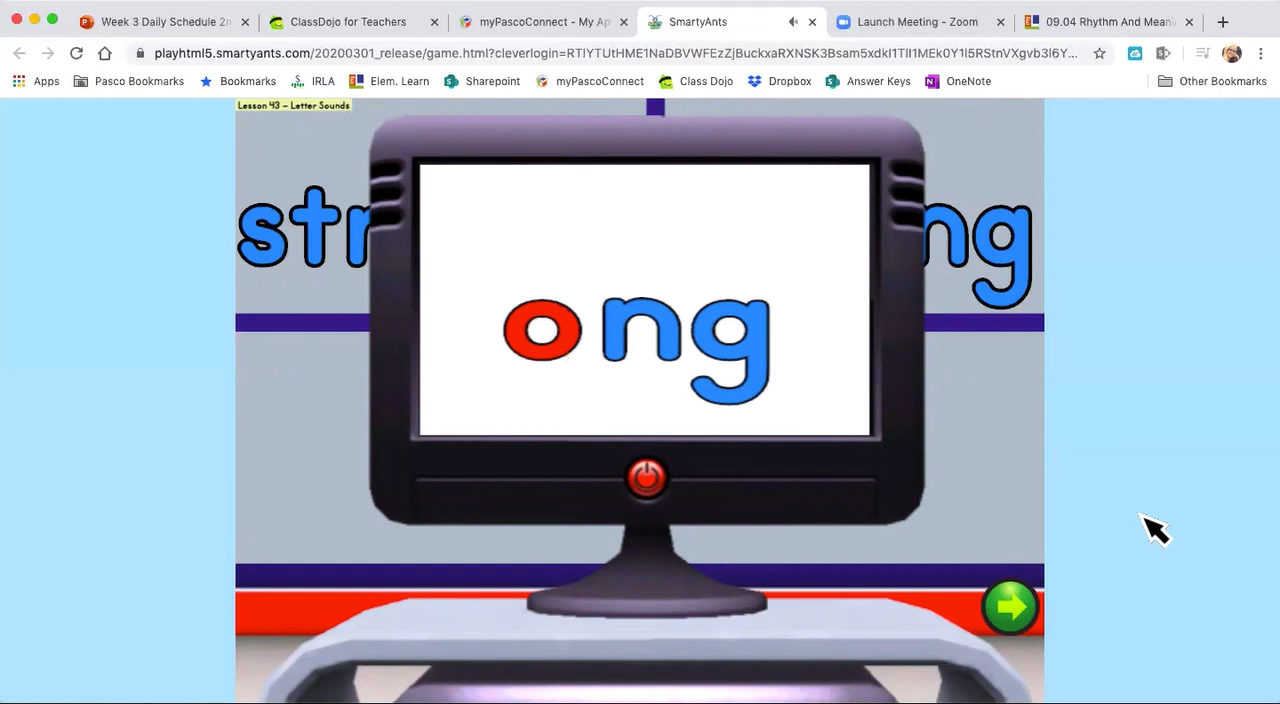 Week 3 Daily Schedule 2n
ClassDojo for Teachers
myPascoConnect - My Ap
SmartyAnts
Launch Meeting - Zoom
09.04 Rhythm And Meani
playhtml5.smartyants.com/20200301_release/game.html?cleverlogin=RTlYTUtHME1NaDBVWFEzZjBuckxaRXNSK3Bsam5xdkI1TlI1MEk0Y1l5RStnVXgvb3l6Y...
Apps
Pasco Bookmarks
Bookmarks
IRLA
Elem. Learn
Sharepoint
myPascoConnect
Class Dojo
Dropbox
Answer Keys
OneNote
Other Bookmarks
Lesson 43 – Letter Sounds
str ng
ong